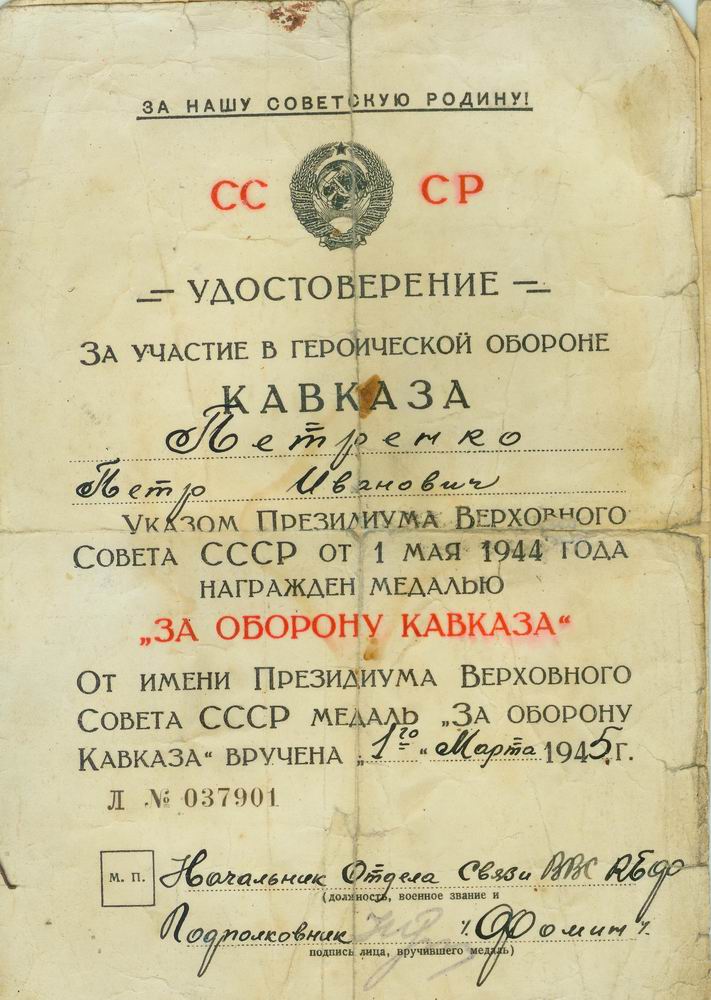 ЗА НАШУ СОВЕТСКУЮ РОДИНУ!
СС СР
УДОСТОВЕРЕНИЕ
ЗА УЧАСТИЕ В ГЕРОИЧЕСКОЙ ОБОРОНЕ
КАВКАЗА
Петренко
Петр Иванович
УКАЗОМ ПРЕЗИДИУМА ВЕРХОВНОГО
СОВЕТА СССР ОТ 1 МАЯ 1944 ГОДА
НАГРАЖДЕН МЕДАЛЬЮ
„ЗА ОБОРОНУ КАВКАЗА“
ОТ ИМЕНИ ПРЕЗИДИУМА ВЕРХОВНОГО
СОВЕТА СССР МЕДАЛЬ „ЗА ОБОРОНУ
КАВКАЗА“ ВРУЧЕНА „1го“ Марта 1945 г.
Л № 037901
М. П. Начальник Отдела Связи ВВС КБФ
(должность, военное звание и
Подполковник /Фомин/.
подпись лица, вручившего медаль)